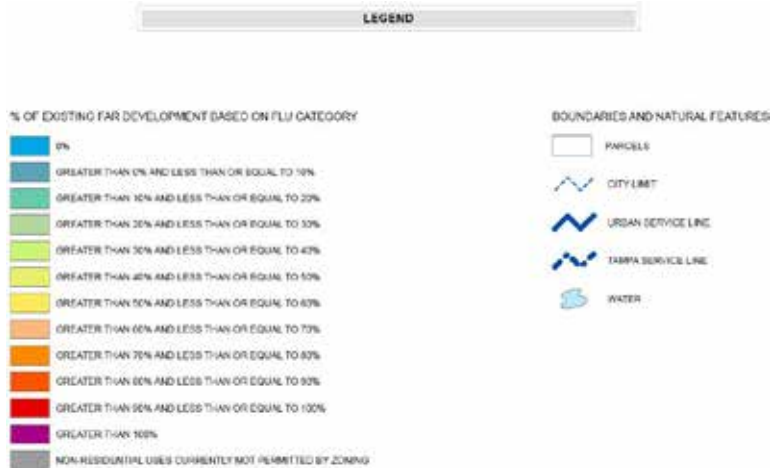 LEGEND
% OF EXISTING FAR DEVELOPMENT BASED ON FLU CATEGORY
0%
GREATER THAN 0% AND LESS THAN OR EQUAL TO 10%
GREATER THAN 10% AND LESS THAN OR EQUAL TO 20%
GREATER THAN 20% AND LESS THAN OR EQUAL TO 30%
GREATER THAN 30% AND LESS THAN OR EQUAL TO 40%
GREATER THAN 40% AND LESS THAN OR EQUAL TO 50%
GREATER THAN 50% AND LESS THAN OR EQUAL TO 60%
GREATER THAN 60% AND LESS THAN OR EQUAL TO 70%
GREATER THAN 70% AND LESS THAN OR EQUAL TO 80%
GREATER THAN 80% AND LESS THAN OR EQUAL TO 90%
GREATER THAN 90% AND LESS THAN OR EQUAL TO 100%
GREATER THAN 100%
NON-RESIDENTIAL USES CURRENTLY NOT PERMITTED BY ZONING
BOUNDARIES AND NATURAL FEATURES
PARCELS
CITY LIMIT
URBAN SERVICE LINE
TAMPA SERVICE LINE
WATER